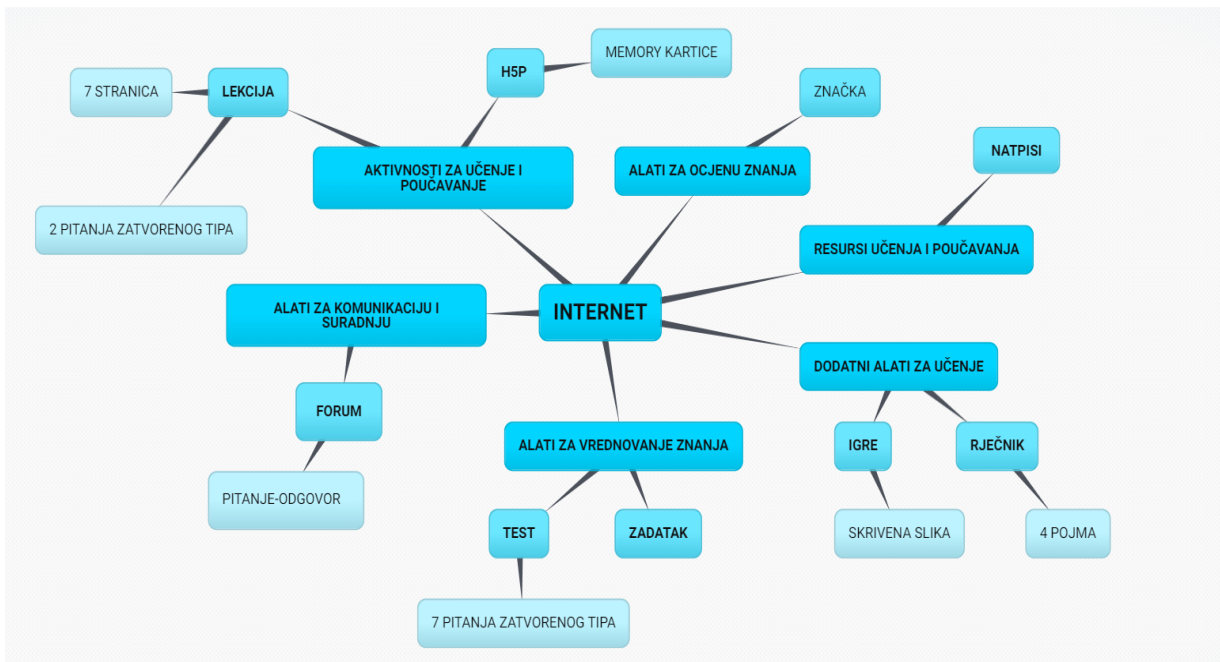 MEMORY KARTICE
H5P
7 STRANICA
LEKCIJA
ZNAČKA
NATPISI
AKTIVNOSTI ZA UČENJE I
POUČAVANJE
ALATI ZA OCJENU ZNANJA
2 PITANJA ZATVORENOG TIPA
RESURSI UČENJA I POUČAVANJA
ALATI ZA KOMUNIKACIJU I
SURADNJU
INTERNET
DODATNI ALATI ZA UČENJE
FORUM
ALATI ZA VREDNOVANJE ZNANJA
IGRE
RJEČNIK
PITANJE-ODGOVOR
TEST
ZADATAK
SKRIVENA SLIKA
4 POJMA
7 PITANJA ZATVORENOG TIPA